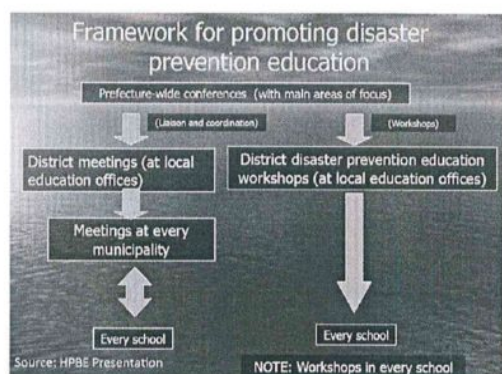 Framework for promoting disaster
prevention education
Prefecture-wide conferences (with main areas of focus)
(Liaison and coordination)
(Workshops)
District meetings (at local
education offices)
District disaster prevention education
workshops (at local education offices)
Meetings at every
municipality
Every school
Every school
Source: HPBE Presentation
NOTE: Workshops in every school